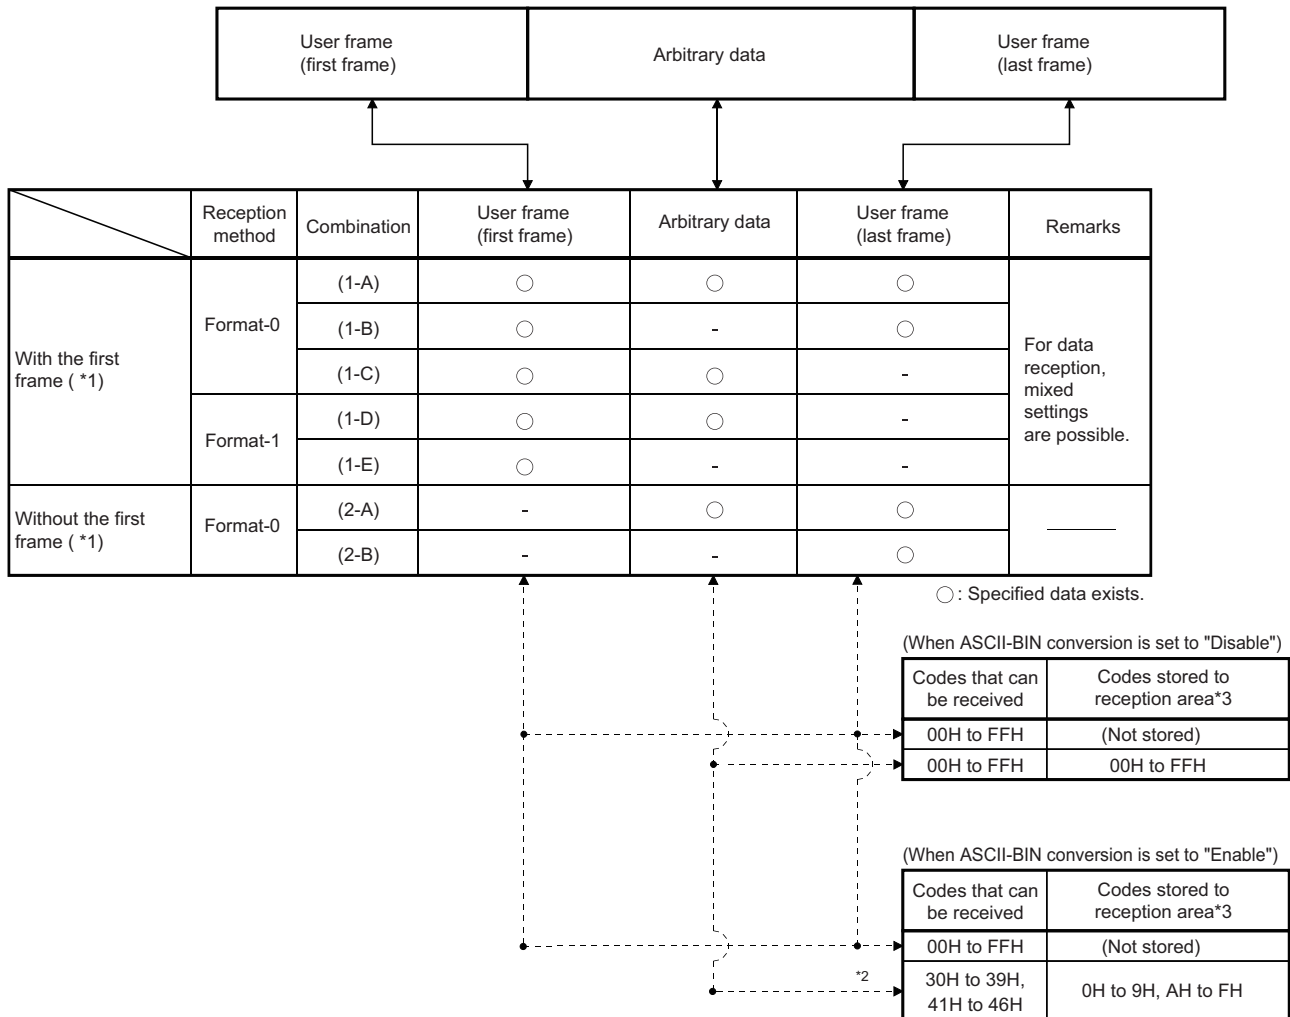 User frame
(first frame)
Arbitrary data
User frame
(last frame)
Reception
method
Combination
User frame
(first frame)
Arbitrary data
User frame
(last frame)
Remarks
With the first
frame ( *1)
Format-0
(1-A)
(1-B)
-
(1-C)
-
For data
reception,
mixed
settings
are possible.
Format-1
(1-D)
-
(1-E)
-
-
Without the first
frame ( *1)
Format-0
(2-A)
-
(2-B)
-
-
: Specified data exists.
(When ASCII-BIN conversion is set to "Disable")
Codes that can
be received
Codes stored to
reception area*3
00H to FFH
(Not stored)
00H to FFH
00H to FFH
(When ASCII-BIN conversion is set to "Enable")
Codes that can
be received
Codes stored to
reception area*3
00H to FFH
(Not stored)
*2
30H to 39H,
41H to 46H
0H to 9H, AH to FH